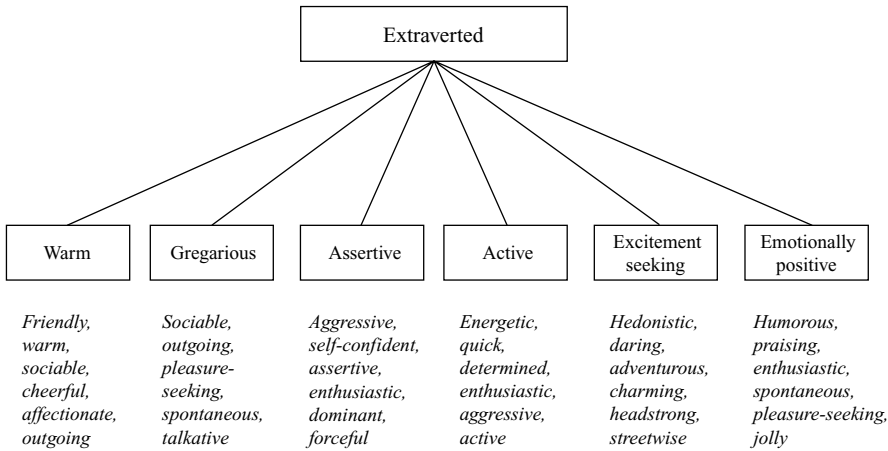 Extraverted
Warm
Gregarious
Assertive
Active
Excitement
seeking
Emotionally
positive
Friendly,
warm,
sociable,
cheerful,
affectionate,
outgoing
Sociable,
outgoing,
pleasure-
seeking,
spontaneous,
talkative
Aggressive,
self-confident,
assertive,
enthusiastic,
dominant,
forceful
Energetic,
quick,
determined,
enthusiastic,
aggressive,
active
Hedonistic,
daring,
adventurous,
charming,
headstrong,
streetwise
Humorous,
praising,
enthusiastic,
spontaneous,
pleasure-seeking,
jolly